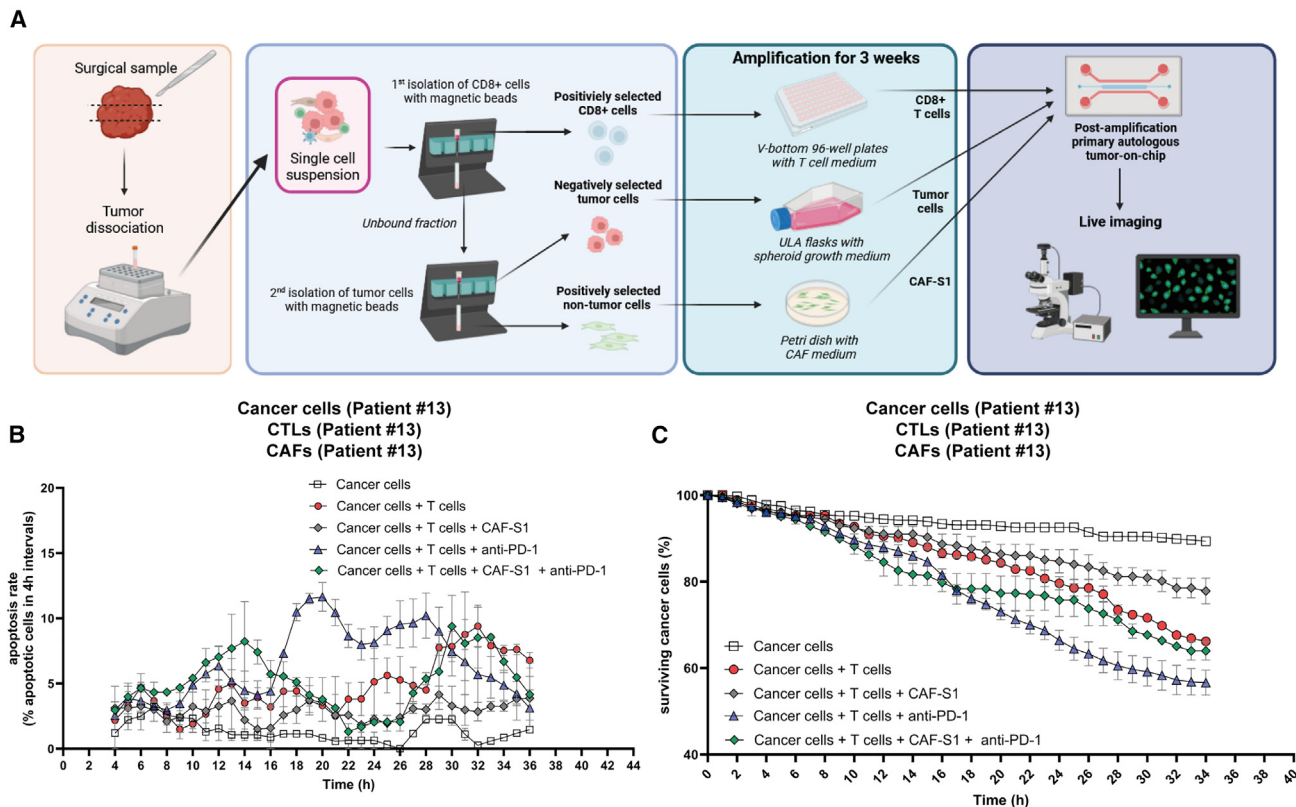 A
Surgical sample
Tumor
dissociation
Single cell
suspension
1st isolation of CD8+ cells
with magnetic beads
Unbound fraction
2nd isolation of tumor cells
with magnetic beads
Positively selected
CD8+ cells
Negatively selected
tumor cells
Positively selected
non-tumor cells
Amplification for 3 weeks
V-bottom 96-well plates
with T cell medium
ULA flasks with
spheroid growth medium
Petri dish with
CAF medium
CD8+
T cells
Tumor
cells
CAF-S1
Post-amplification
primary autologous
tumor-on-chip
Live imaging
B
Cancer cells (Patient #13)
CTLs (Patient #13)
CAFs (Patient #13)
Cancer cells
Cancer cells + T cells
Cancer cells + T cells + CAF-S1
Cancer cells + T cells + anti-PD-1
Cancer cells + T cells + CAF-S1 + anti-PD-1
apoptosis rate
(% apoptotic cells in 4h intervals)
20
15
10
5
0
0 2 4 6 8 10 12 14 16 18 20 22 24 26 28 30 32 34 36 38 40 42 44
Time (h)
C
Cancer cells (Patient #13)
CTLs (Patient #13)
CAFs (Patient #13)
surviving cancer cells (%)
100
80
60
40
Cancer cells
Cancer cells + T cells
Cancer cells + T cells + CAF-S1
Cancer cells + T cells + anti-PD-1
Cancer cells + T cells + CAF-S1 + anti-PD-1
0 2 4 6 8 10 12 14 16 18 20 22 24 26 28 30 32 34 36 38 40
Time (h)